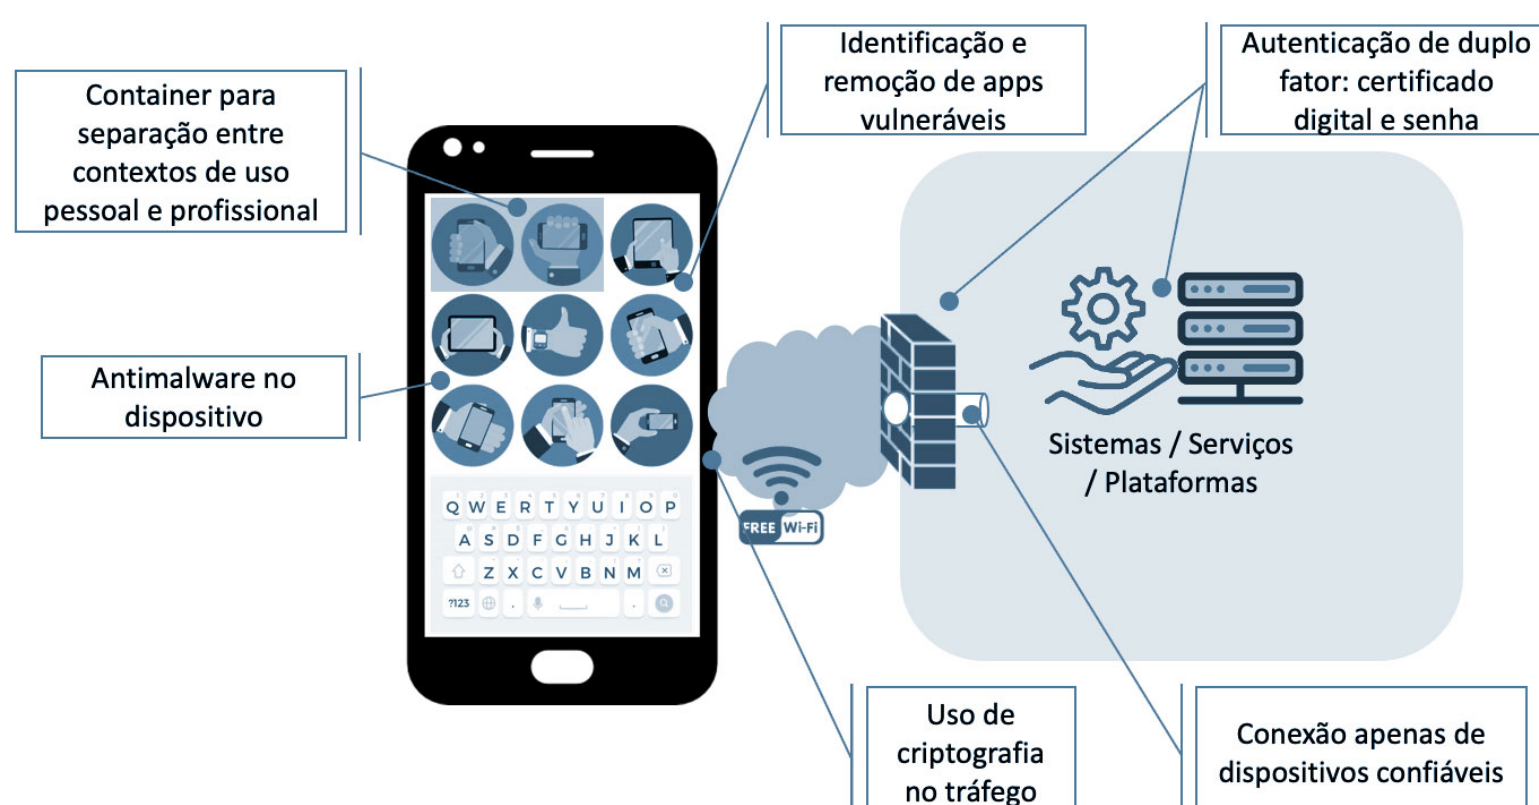 Container para
separação entre
contextos de uso
pessoal e profissional
Identificação e
remoção de apps
vulneráveis
Autenticação de duplo
fator: certificado
digital e senha
Antimalware no
dispositivo
FREE Wi-Fi
Sistemas / Serviços
/ Plataformas
Q W E R T Y U I O P
A S D F G H J K L
Z X C V B N M
?123 . .
Uso de
criptografia
no tráfego
Conexão apenas de
dispositivos confiáveis